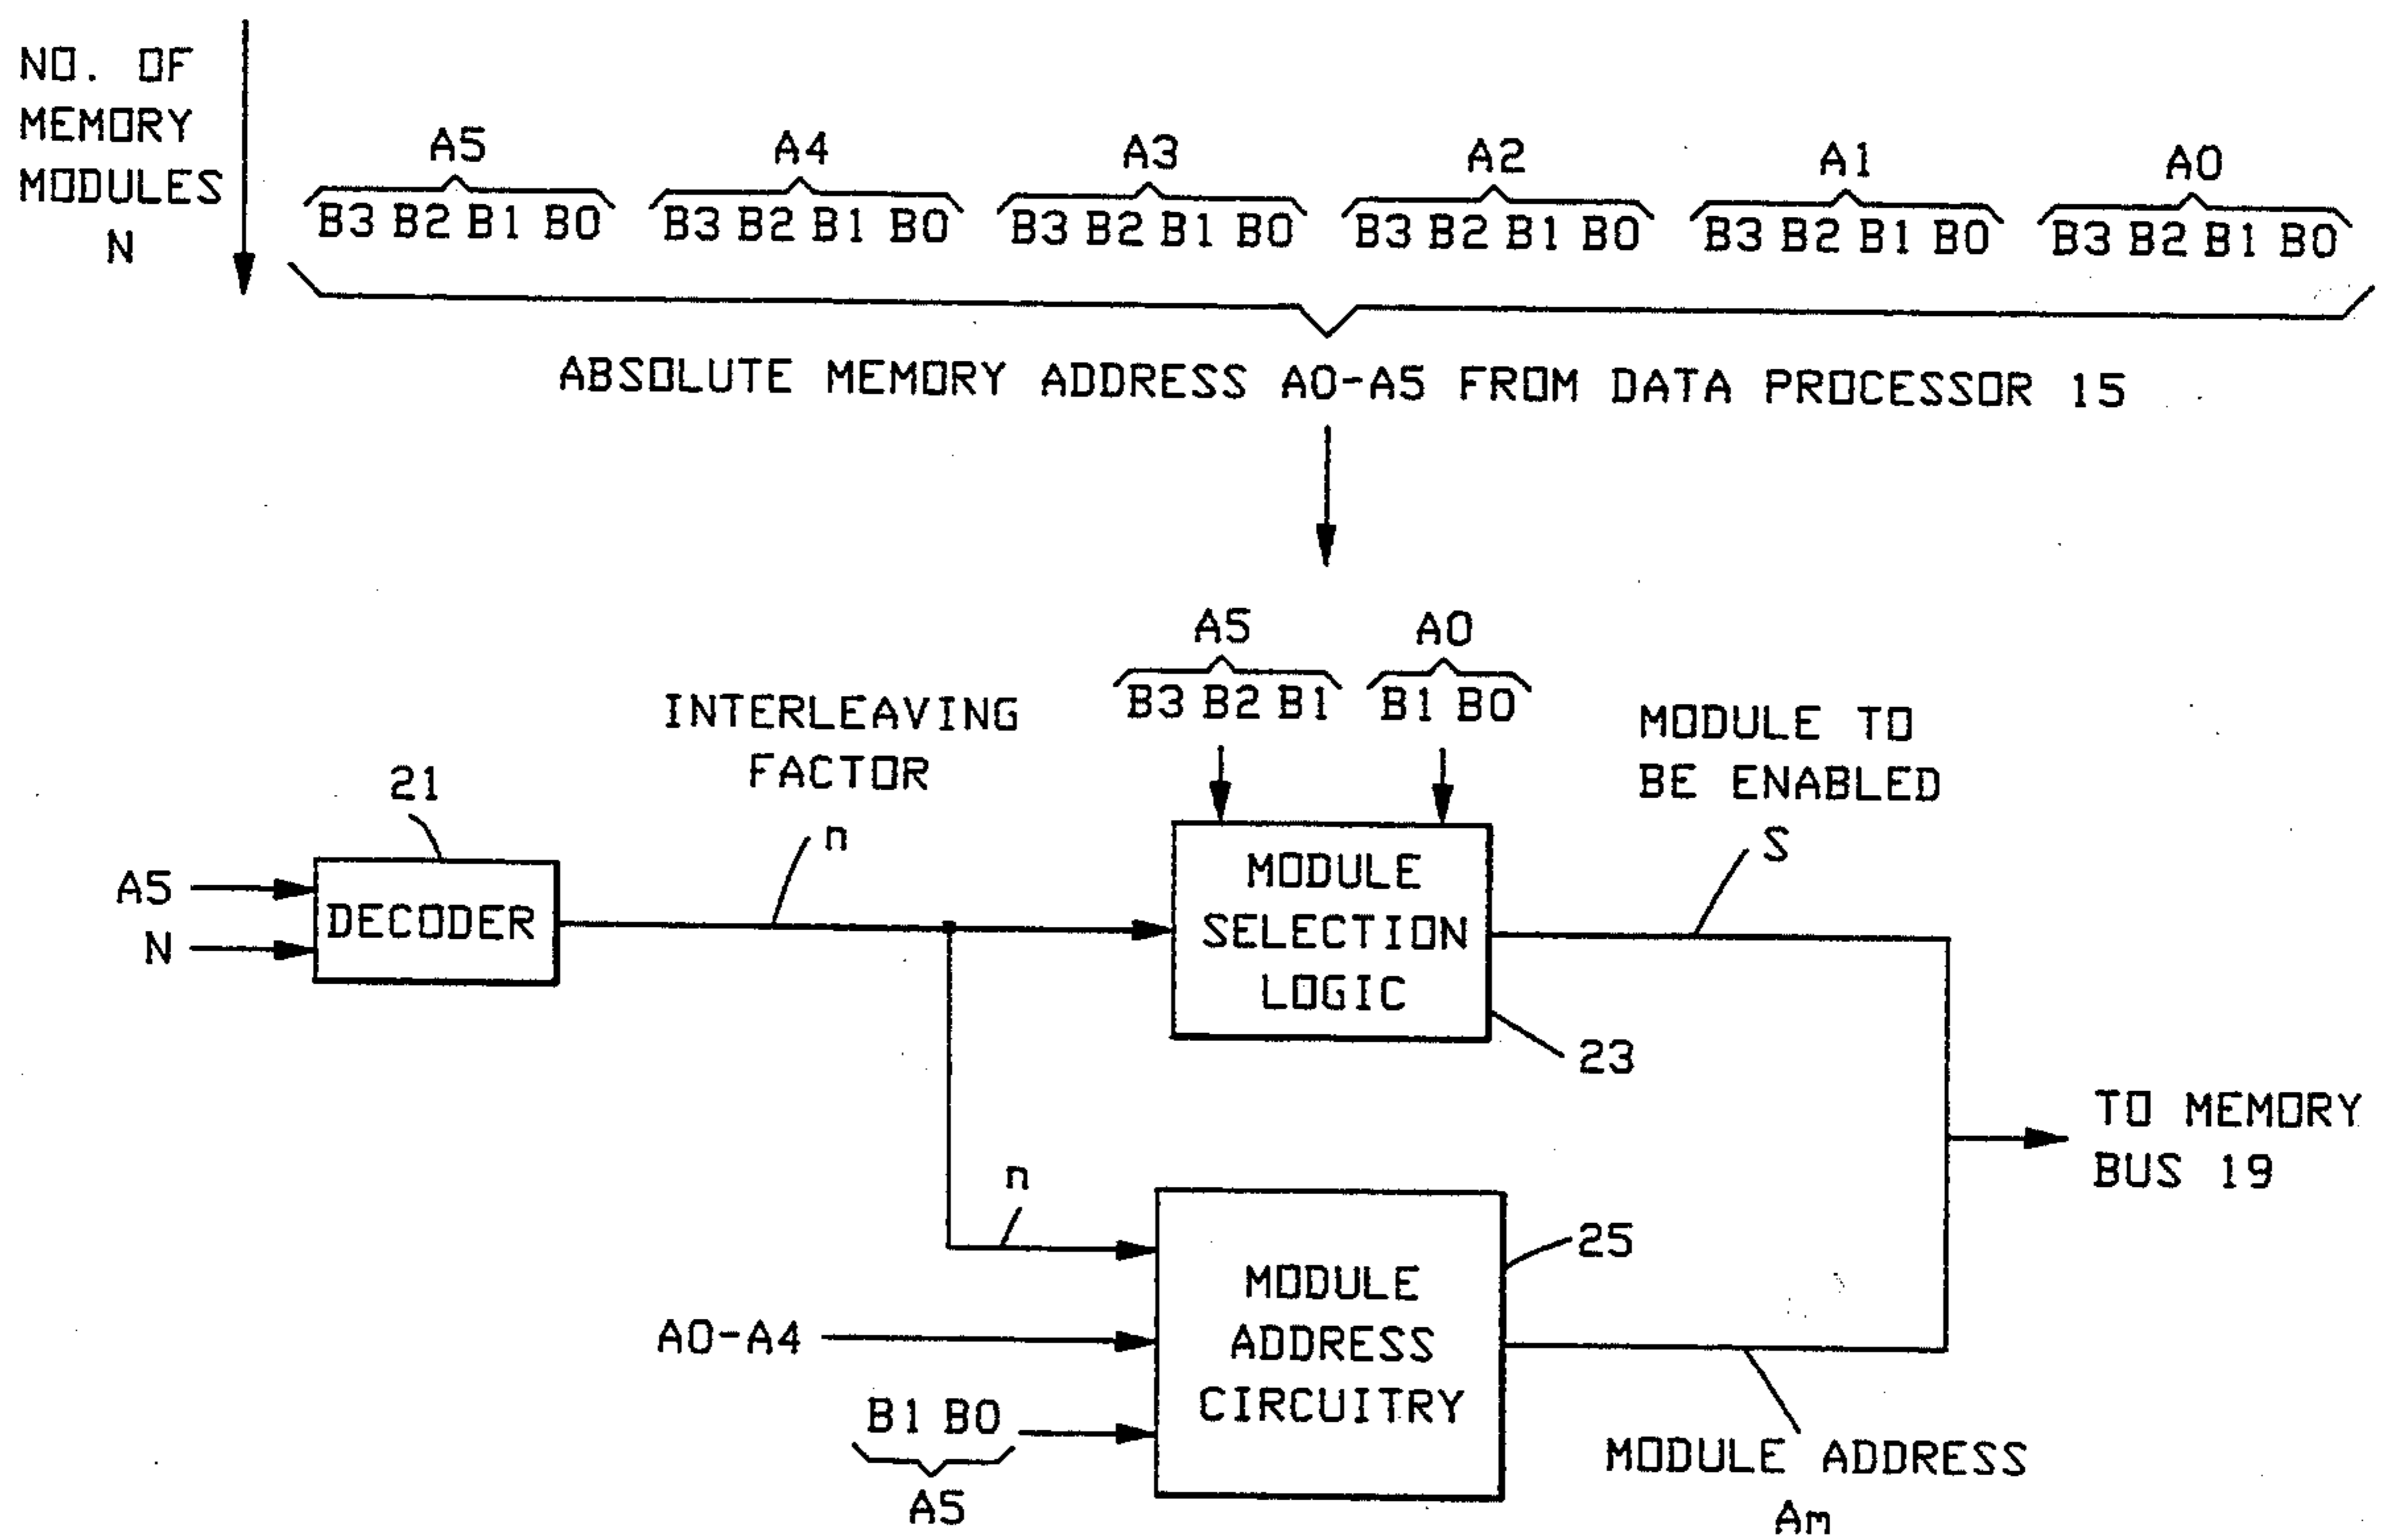 NO. OF
MEMORY
MODULES
N
A5 A4 A3 A2 A1 A0
B3 B2 B1 B0 B3 B2 B1 B0 B3 B2 B1 B0 B3 B2 B1 B0 B3 B2 B1 B0 B3 B2 B1 B0
ABSOLUTE MEMORY ADDRESS A0-A5 FROM DATA PROCESSOR 15
A5 A0
B3 B2 B1 B1 B0
INTERLEAVING
FACTOR
n
MODULE TO
BE ENABLED
S
21
A5
N
DECODER
MODULE
SELECTION
LOGIC
23
TO MEMORY
BUS 19
n
25
A0-A4
B1 B0
A5
MODULE
ADDRESS
CIRCUITRY
MODULE ADDRESS
Am